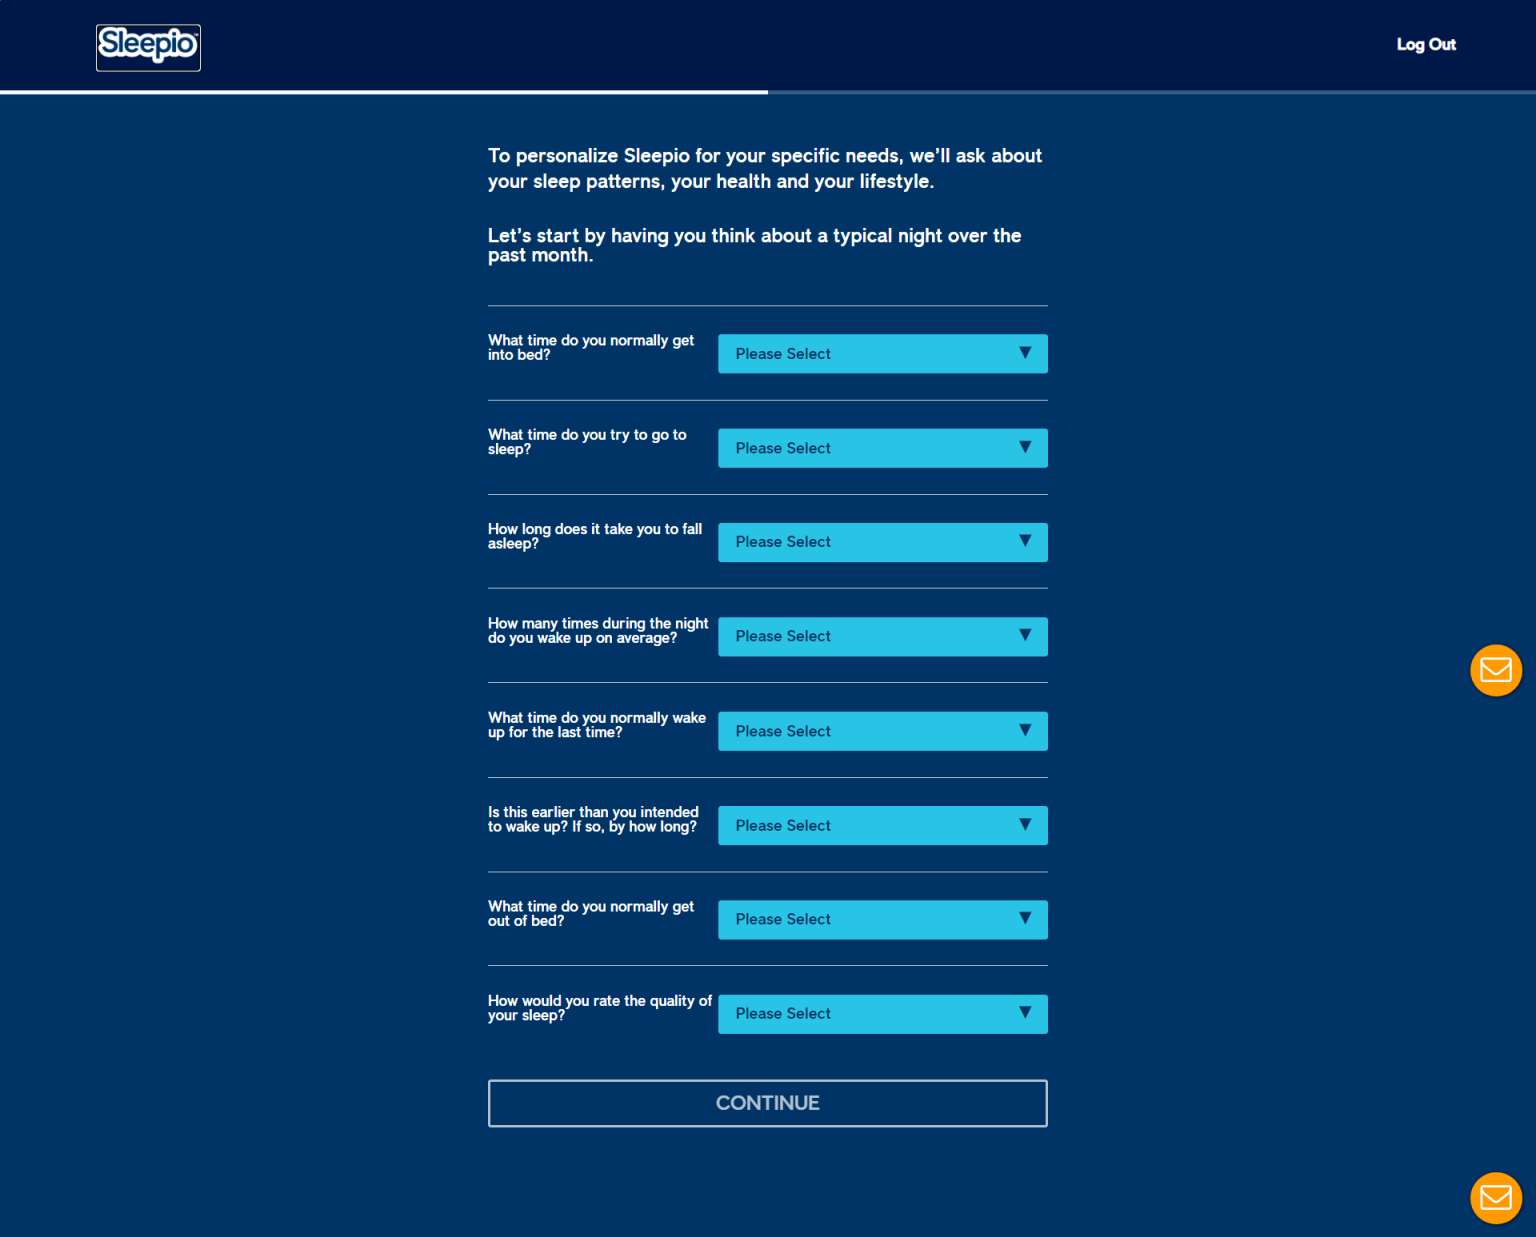 Sleepio™
Log Out
To personalize Sleepio for your specific needs, we’ll ask about
your sleep patterns, your health and your lifestyle.
Let’s start by having you think about a typical night over the
past month.
What time do you normally get
into bed?
Please Select
What time do you try to go to
sleep?
Please Select
How long does it take you to fall
asleep?
Please Select
How many times during the night
do you wake up on average?
Please Select
What time do you normally wake
up for the last time?
Please Select
Is this earlier than you intended
to wake up? If so, by how long?
Please Select
What time do you normally get
out of bed?
Please Select
How would you rate the quality of
your sleep?
Please Select
CONTINUE